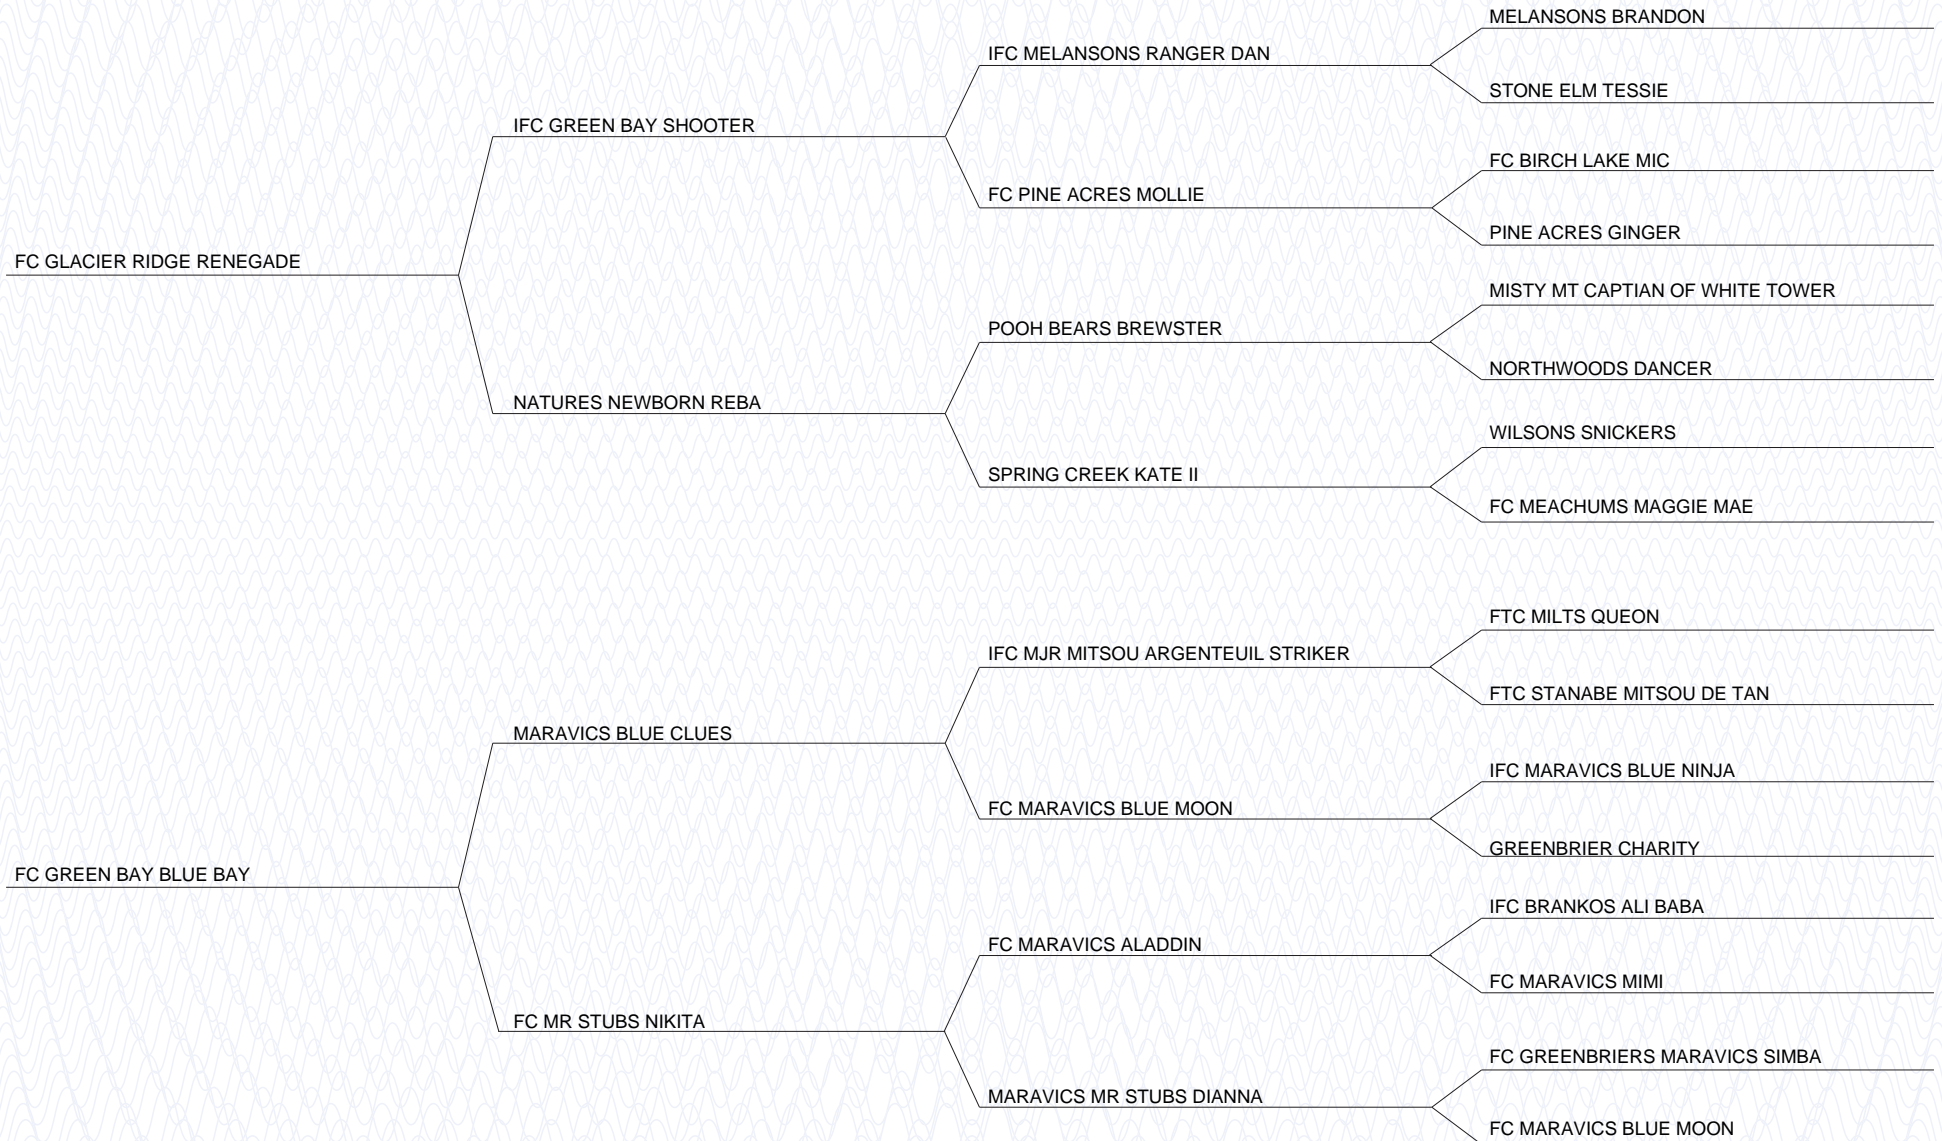 MELANSONS BRANDON
IFC MELANSONS RANGER DAN
STONE ELM TESSIE
IFC GREEN BAY SHOOTER
FC BIRCH LAKE MIC
FC PINE ACRES MOLLIE
PINE ACRES GINGER
FC GLACIER RIDGE RENEGADE
MISTY MT CAPTIAN OF WHITE TOWER
POOH BEARS BREWSTER
NORTHWOODS DANCER
NATURES NEWBORN REBA
WILSONS SNICKERS
SPRING CREEK KATE II
FC MEACHUMS MAGGIE MAE
FTC MILTS QUEON
IFC MJR MITSOU ARGENTEUIL STRIKER
FTC STANABE MITSOU DE TAN
MARAVICS BLUE CLUES
IFC MARAVICS BLUE NINJA
FC MARAVICS BLUE MOON
GREENBRIER CHARITY
FC GREEN BAY BLUE BAY
IFC BRANKOS ALI BABA
FC MARAVICS ALADDIN
FC MARAVICS MIMI
FC MR STUBS NIKITA
FC GREENBRIERS MARAVICS SIMBA
MARAVICS MR STUBS DIANNA
FC MARAVICS BLUE MOON